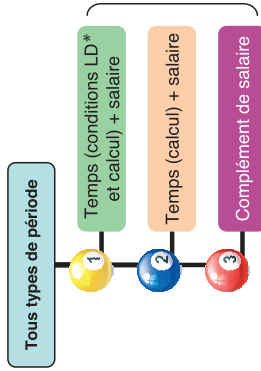 Tous types de période
1
Temps (conditions LD*
et calcul) + salaire
2
Temps (calcul) + salaire
3
Complément de salaire